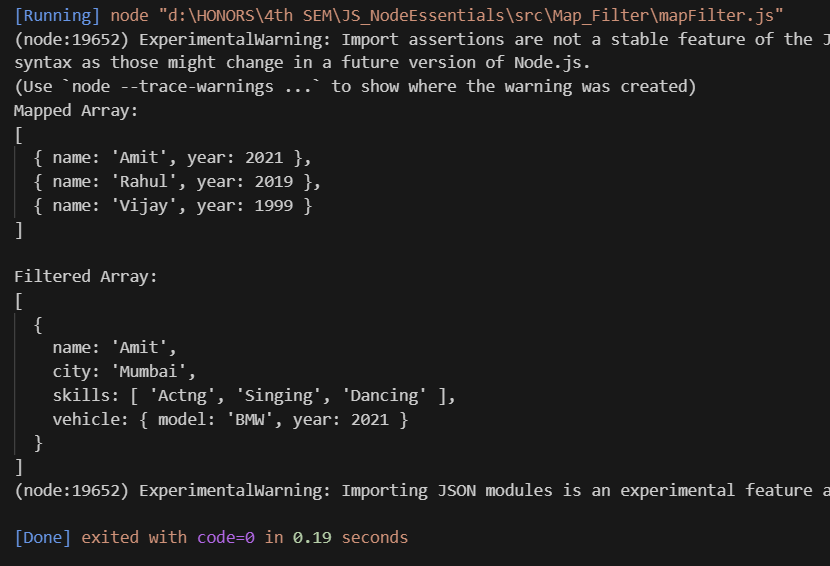 [Running] node "d:\HONORS\4th SEM\JS_NodeEssentials\src\Map_Filter\mapFilter.js"
(node:19652) ExperimentalWarning: Import assertions are not a stable feature of the J
syntax as those might change in a future version of Node.js.
(Use `node --trace-warnings ...` to show where the warning was created)
Mapped Array:
[
  { name: 'Amit', year: 2021 },
  { name: 'Rahul', year: 2019 },
  { name: 'Vijay', year: 1999 }
]

Filtered Array:
[
  {
    name: 'Amit',
    city: 'Mumbai',
    skills: [ 'Actng', 'Singing', 'Dancing' ],
    vehicle: { model: 'BMW', year: 2021 }
  }
]
(node:19652) ExperimentalWarning: Importing JSON modules is an experimental feature a

[Done] exited with code=0 in 0.19 seconds